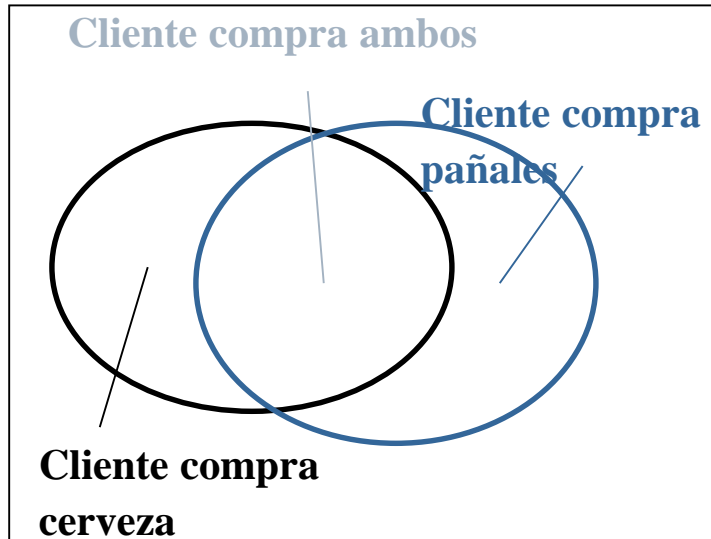 Cliente compra ambos
Cliente compra
pañales
Cliente compra
cerveza